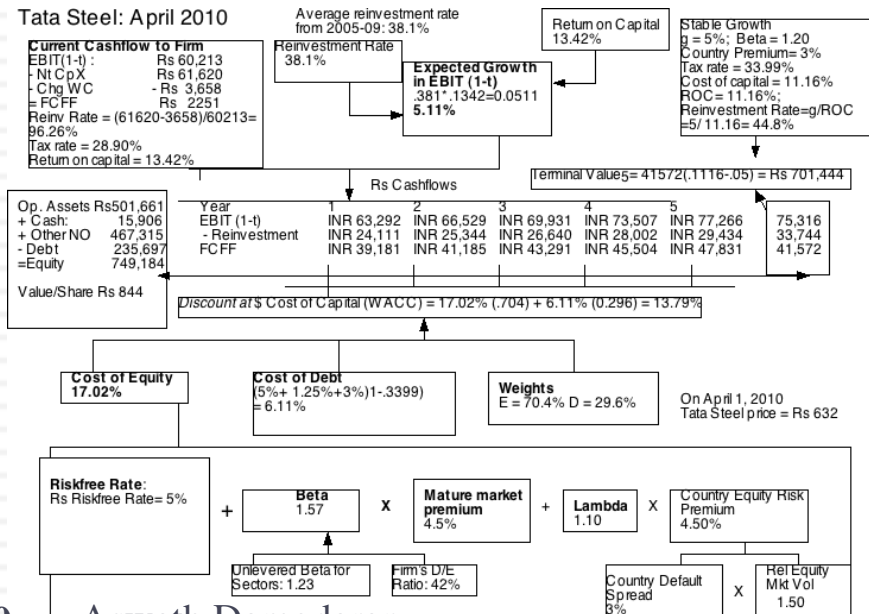 Tata Steel: April 2010
Average reinvestment rate
from 2005-09: 38.1%
Reinvestment Rate
38.1%
Return on Capital
13.42%
Stable Growth
g = 5%; Beta = 1.20
Country Premium= 3%
Tax rate = 33.99%
Cost of capital = 11.16%
ROC= 11.16%;
Reinvestment Rate=g/ROC
=5/ 11.16= 44.8%
Current Cashflow to Firm
EBIT(1-t) : Rs 60,213
- Nt CpX Rs 61,620
- Chg WC - Rs 3,658
= FCFF Rs 2251
Reinv Rate = (61620-3658)/60213=
96.26%
Tax rate = 28.90%
Return on capital = 13.42%
Expected Growth
in EBIT (1-t)
.381*.1342=0.0511
5.11%
Terminal Value5= 41572(.1116-.05) = Rs 701,444
Rs Cashflows
Op. Assets Rs501,661
+ Cash: 15,906
+ Other NO 467,315
- Debt 235,697
=Equity 749,184
Value/Share Rs 844
Year 1 2 3 4 5
EBIT (1-t) INR 63,292 INR 66,529 INR 69,931 INR 73,507 INR 77,266 75,316
- Reinvestment INR 24,111 INR 25,344 INR 26,640 INR 28,002 INR 29,434 33,744
FCFF INR 39,181 INR 41,185 INR 43,291 INR 45,504 INR 47,831 41,572
Discount at $ Cost of Capital (WACC) = 17.02% (.704) + 6.11% (0.296) = 13.79%
Cost of Equity
17.02%
Cost of Debt
(5%+ 1.25%+3%)1-.3399)
= 6.11%
Weights
E = 70.4% D = 29.6%
On April 1, 2010
Tata Steel price = Rs 632
Riskfree Rate:
Rs Riskfree Rate= 5%
+
Beta
1.57
X
Mature market
premium
4.5%
+
Lambda
1.10
X
Country Equity Risk
Premium
4.50%
Unlevered Beta for
Sectors: 1.23
Firm's D/E
Ratio: 42%
Country Default
Spread
3%
X
Rel Equity
Mkt Vol
1.50